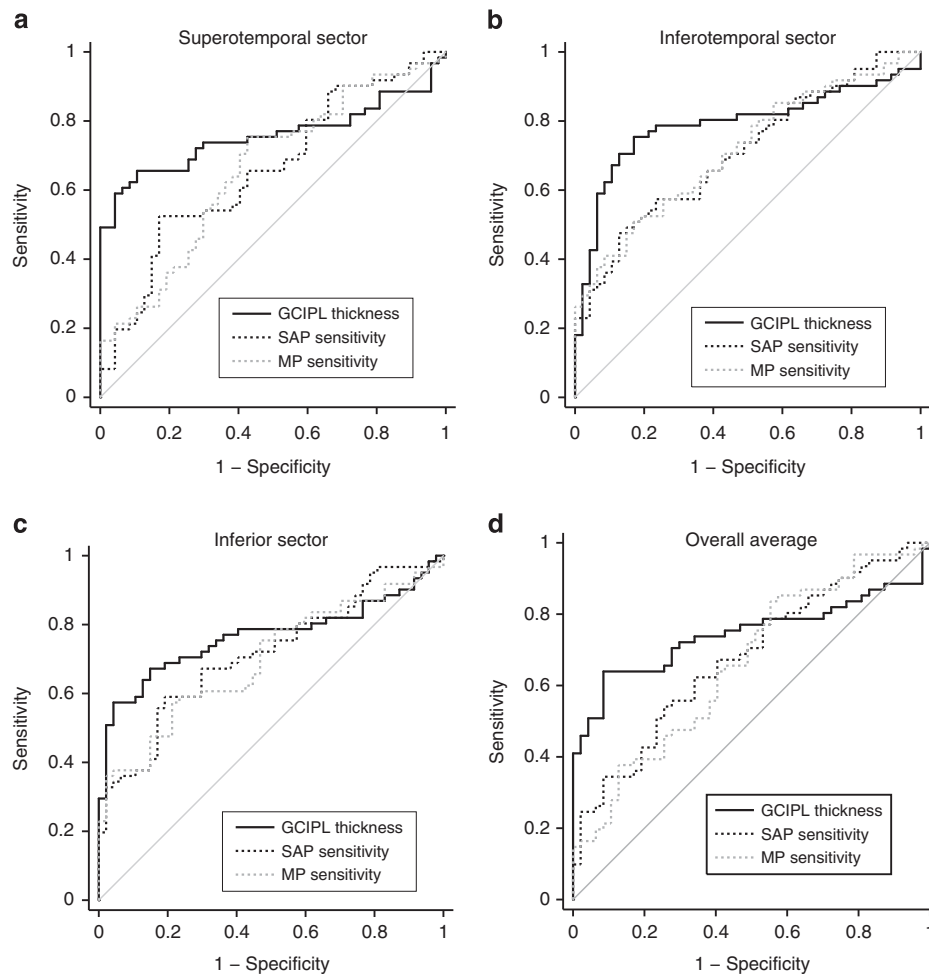 a
Superotemporal sector
1
0.8
0.6
0.4
0.2
0
Sensitivity
GCIPL thickness
SAP sensitivity
MP sensitivity
0 0.2 0.4 0.6 0.8 1
1 – Specificity
b
Inferotemporal sector
1
0.8
0.6
0.4
0.2
0
Sensitivity
GCIPL thickness
SAP sensitivity
MP sensitivity
0 0.2 0.4 0.6 0.8 1
1 – Specificity
c
Inferior sector
1
0.8
0.6
0.4
0.2
0
Sensitivity
GCIPL thickness
SAP sensitivity
MP sensitivity
0 0.2 0.4 0.6 0.8 1
1 – Specificity
d
Overall average
1
0.8
0.6
0.4
0.2
0
Sensitivity
GCIPL thickness
SAP sensitivity
MP sensitivity
0 0.2 0.4 0.6 0.8 1
1 – Specificity